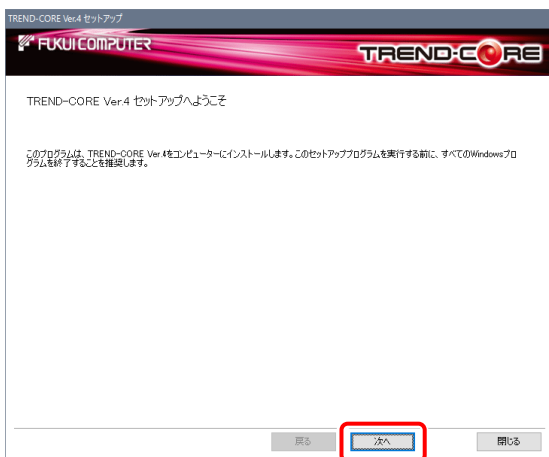 TREND-CORE Ver.4 セットアップ
FUKUI COMPUTER
TREND-CORE
TREND-CORE Ver.4 セットアップへようこそ
このプログラムは、TREND-CORE Ver.4をコンピューターにインストールします。このセットアッププログラムを実行する前に、すべてのWindowsプロ
グラムを終了することを推奨します。
戻る 次へ 閉じる